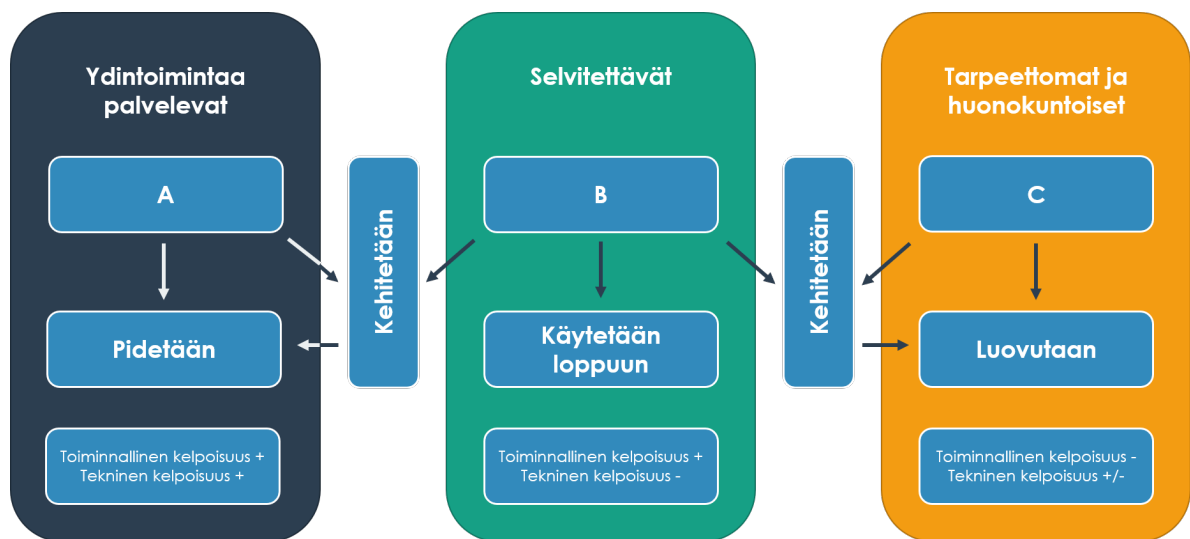 Ydintoimintaa
palvelevat
A
Pidetään
Toiminnallinen kelpoisuus +
Tekninen kelpoisuus +
Kehitetään
Selvitettävät
B
Käytetään
loppuun
Toiminnallinen kelpoisuus +
Tekninen kelpoisuus -
Kehitetään
Tarpeettomat ja
huonokuntoiset
C
Luovutaan
Toiminnallinen kelpoisuus -
Tekninen kelpoisuus +/-